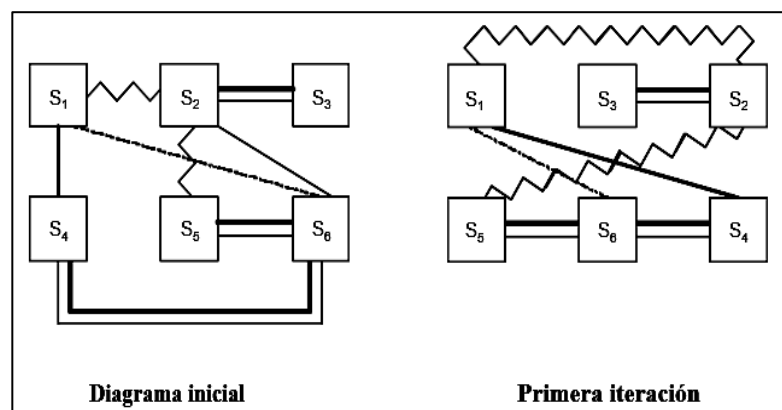 S₁ S₂ S₃ S₁ S₃ S₂
S₄ S₅ S₆ S₅ S₆ S₄
Diagrama inicial Primera iteración